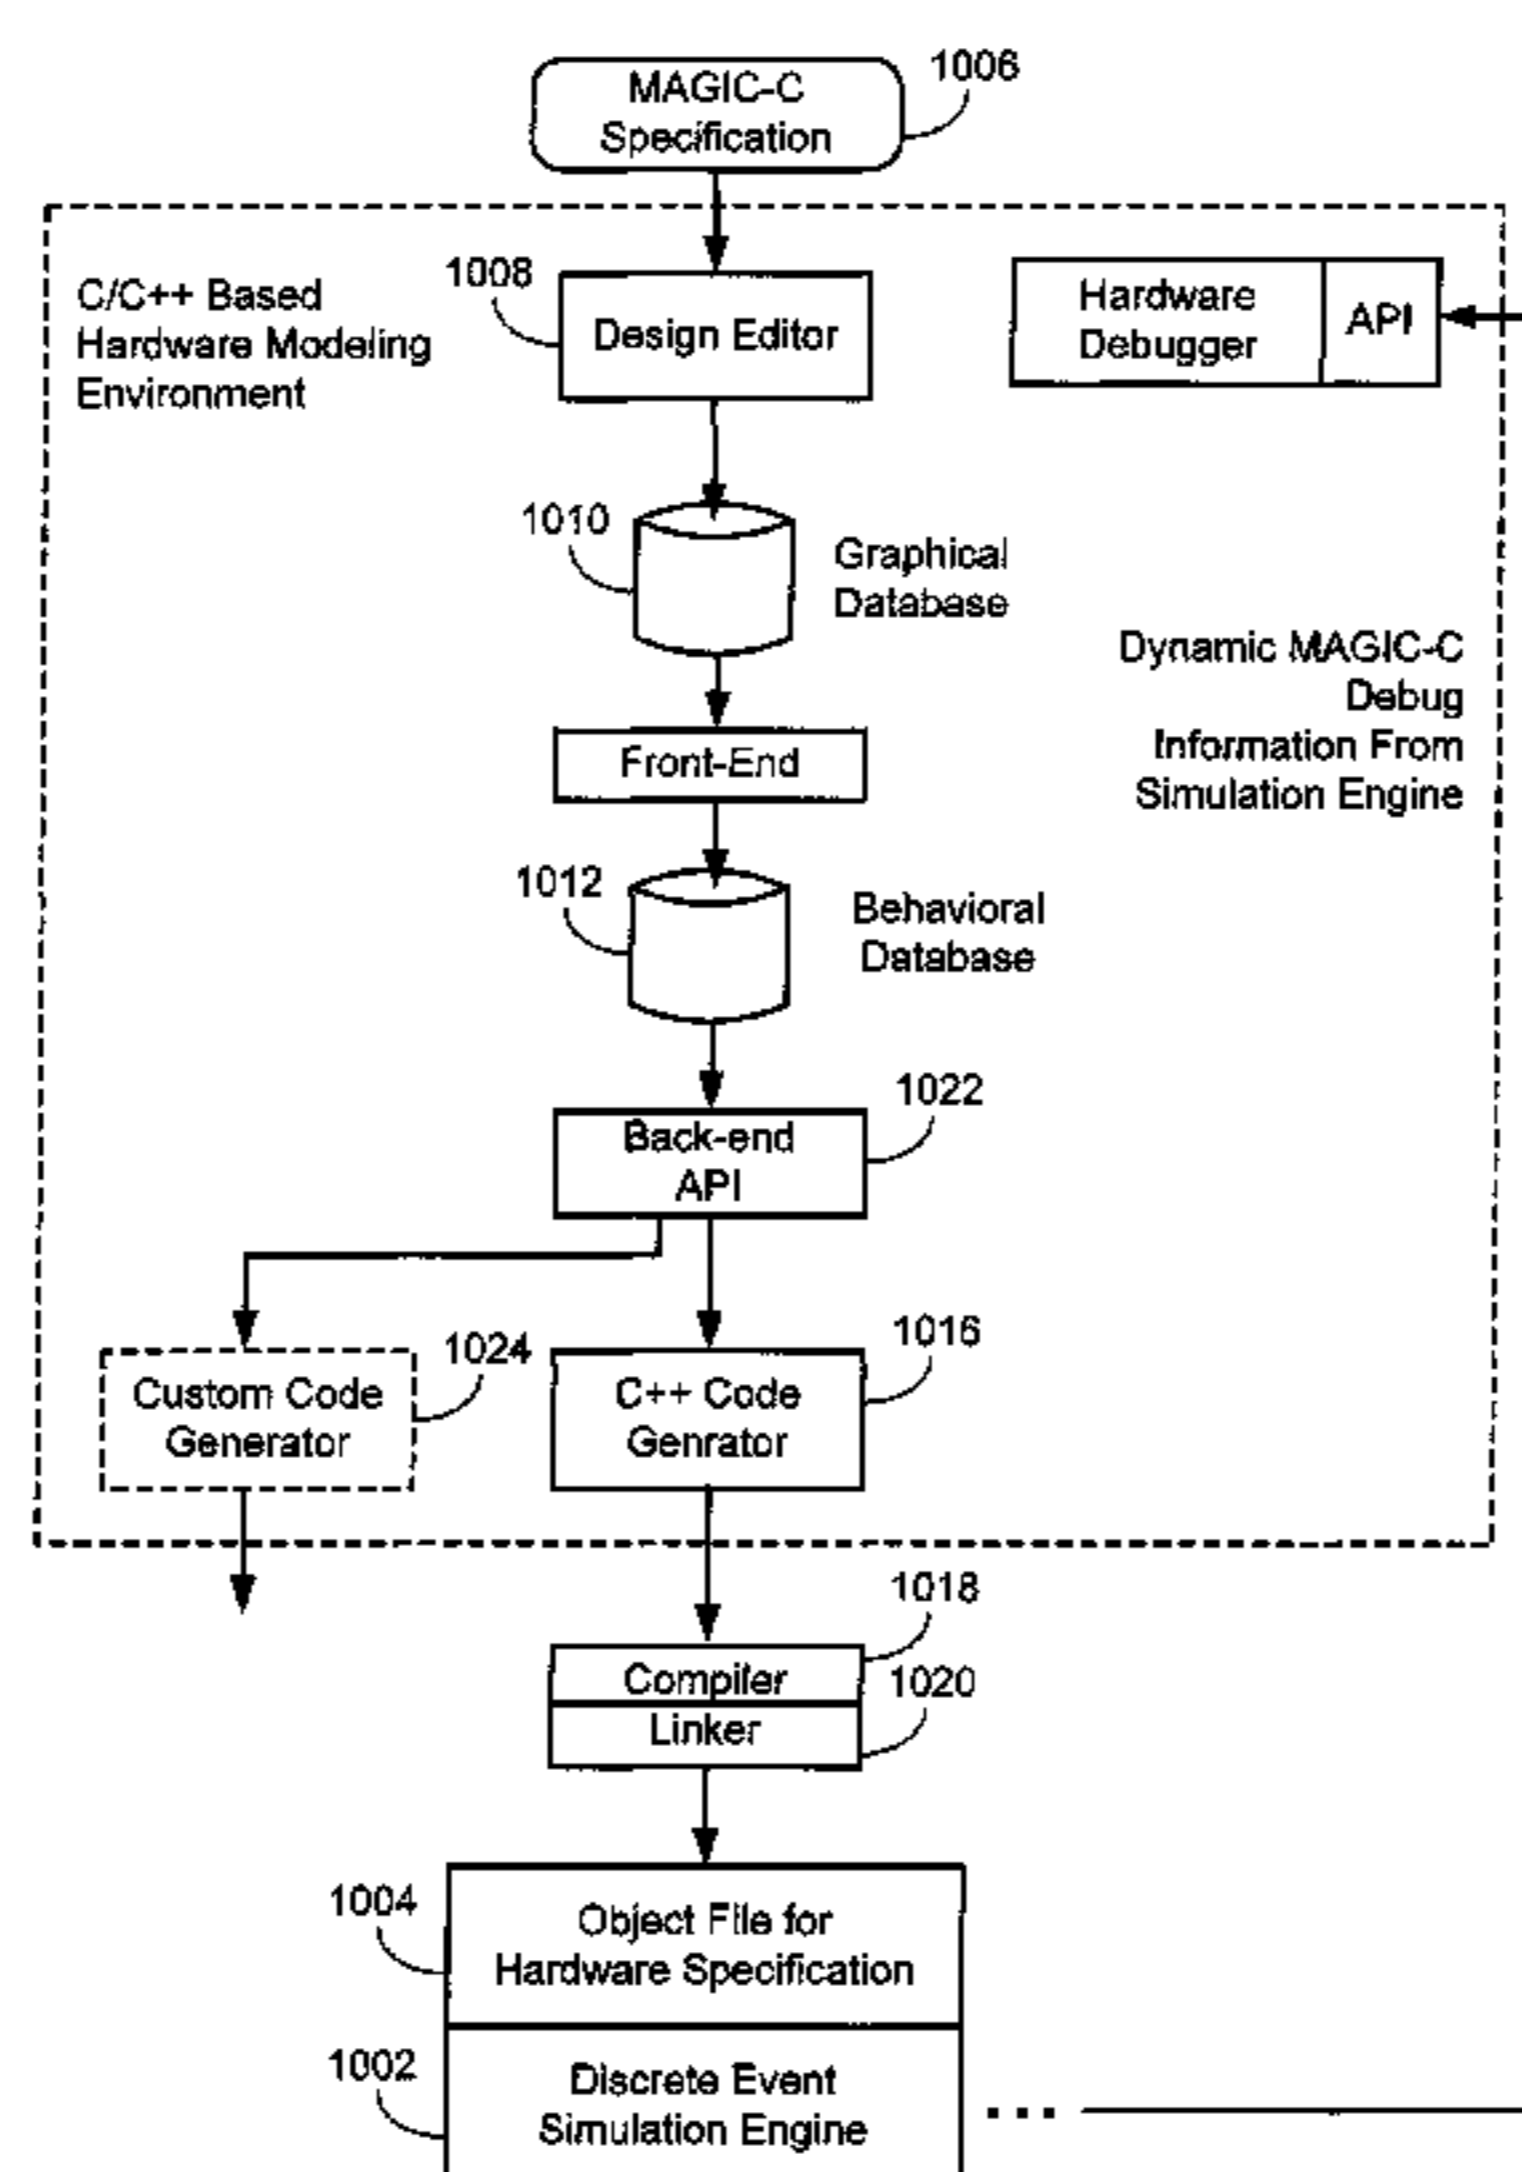 MAGIC-C
Specification
1006
C/C++ Based
Hardware Modeling
Environment
1008
Design Editor
Hardware
Debugger
API
1010
Graphical
Database
Dynamic MAGIC-C
Debug
Information From
Simulation Engine
Front-End
1012
Behavioral
Database
1022
Back-end
API
1024
Custom Code
Generator
1016
C++ Code
Genrator
1018
Compiler
1020
Linker
1004
Object File for
Hardware Specification
1002
Discrete Event
Simulation Engine
...